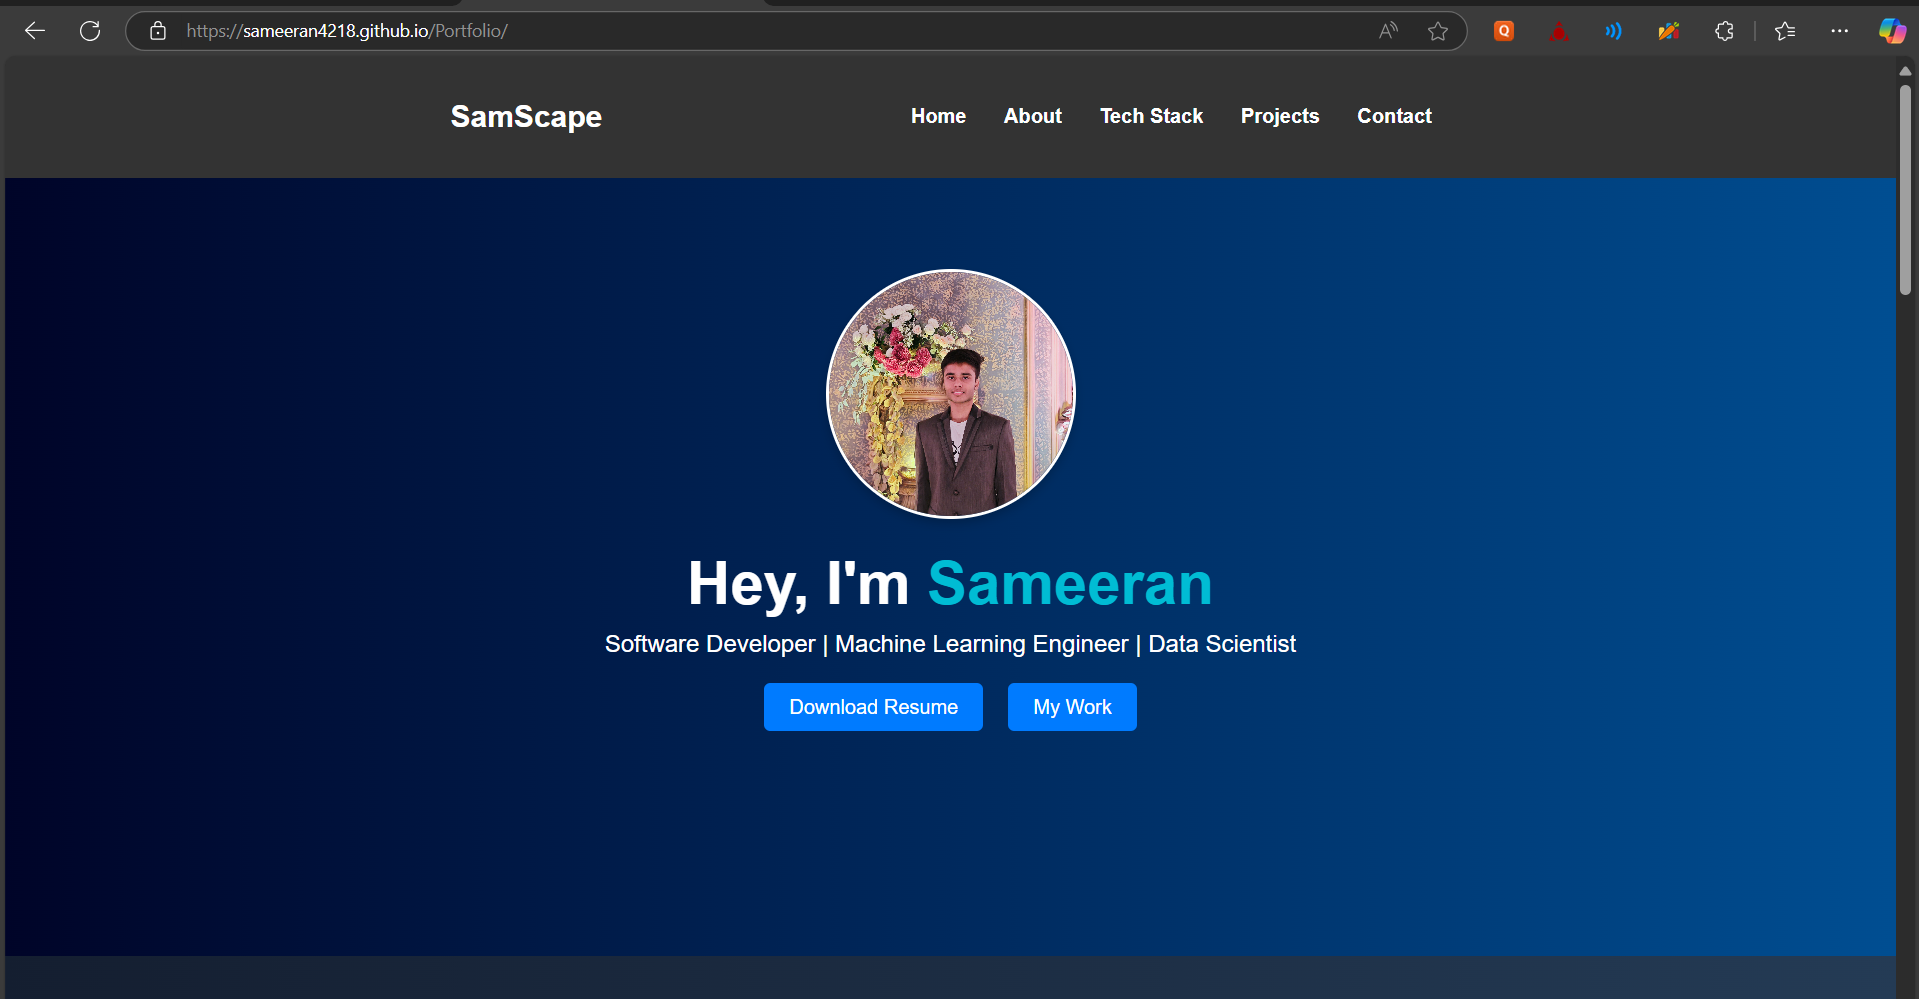 https://sameeran4218.github.io/Portfolio/
SamScape
Home About Tech Stack Projects Contact
Hey, I'm Sameeran
Software Developer | Machine Learning Engineer | Data Scientist
Download Resume My Work